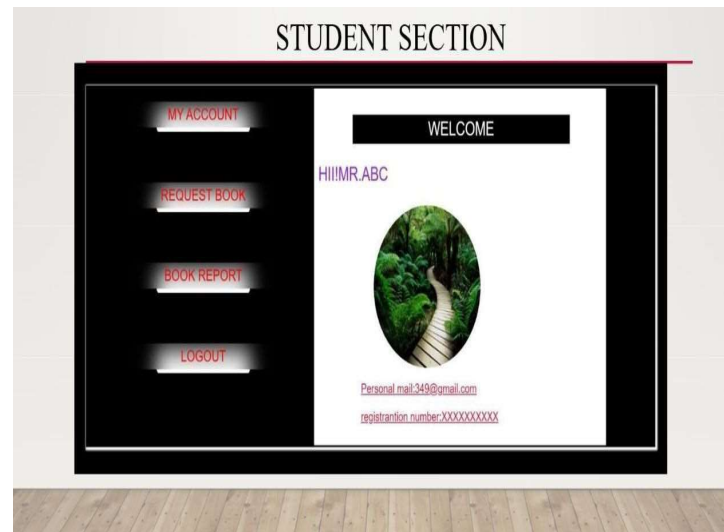 STUDENT SECTION
MY ACCOUNT
REQUEST BOOK
BOOK REPORT
LOGOUT
WELCOME
HII!MR.ABC
Personal mail:349@gmail.com
registrantion number:XXXXXXXXXX